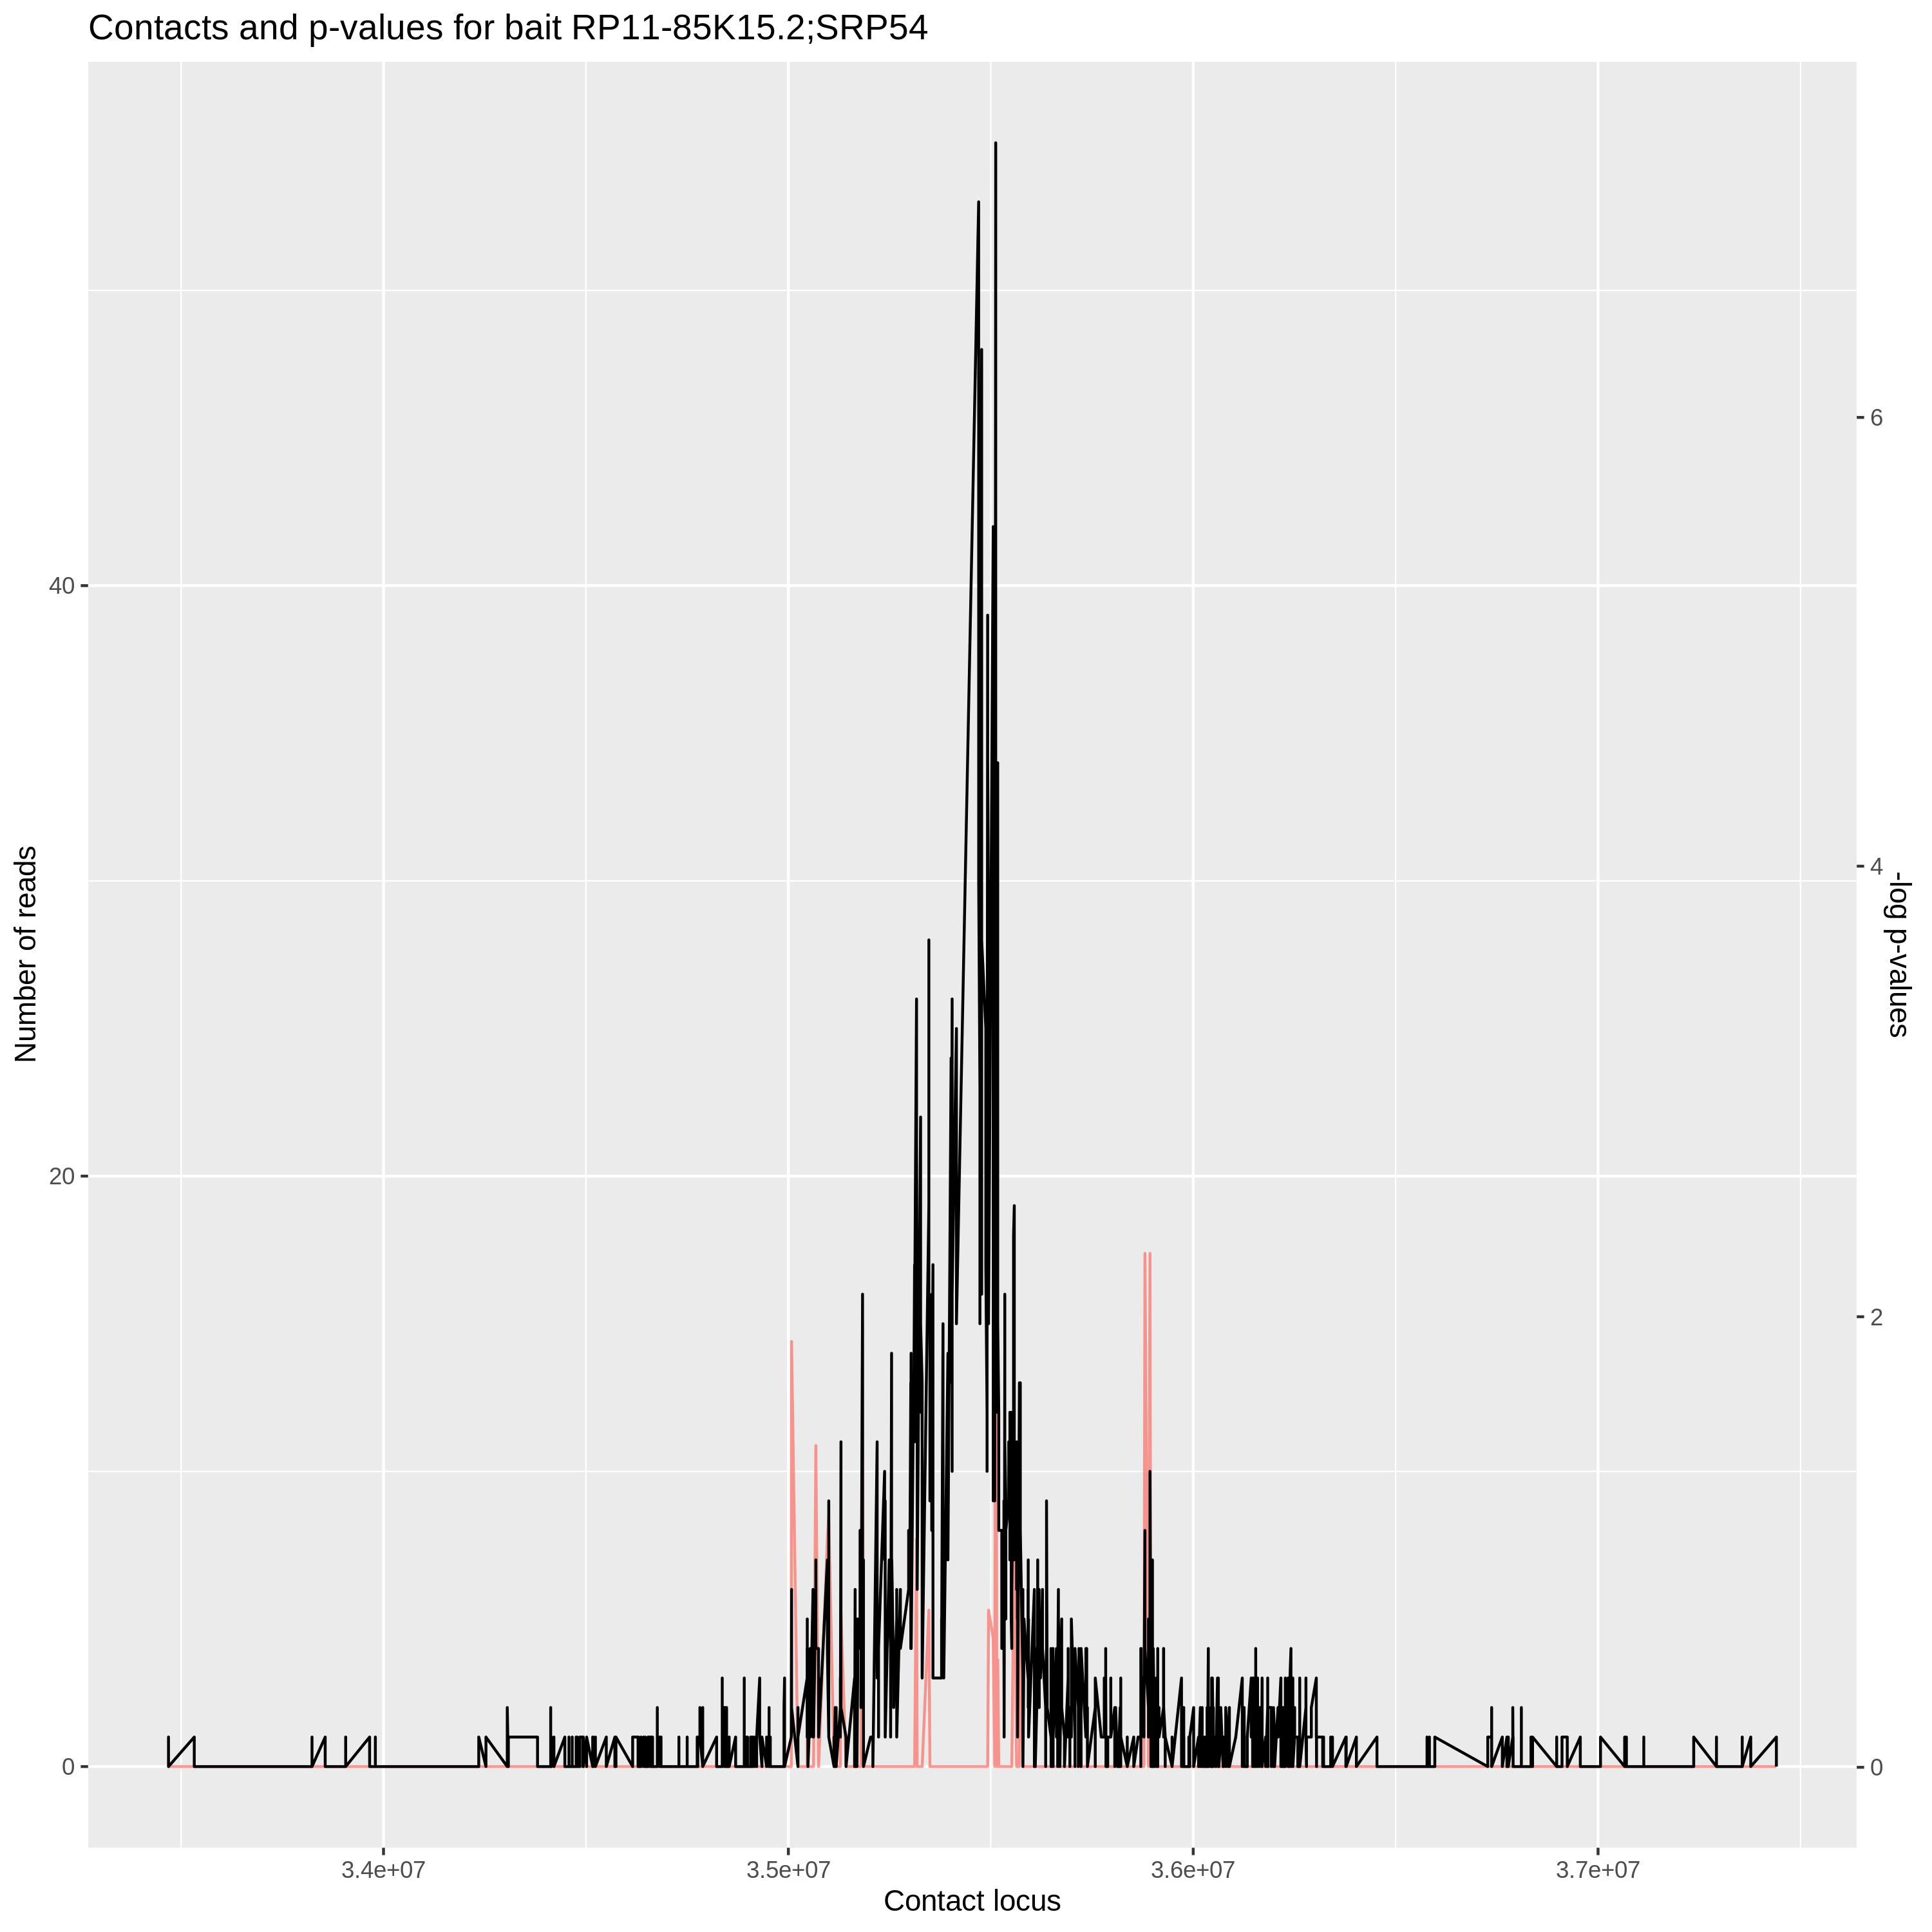 Contacts and p-values for bait RP11-85K15.2;SRP54
Number of reads
40
20
0
6
4
2
0
-log p-values
3.4e+07
3.5e+07
3.6e+07
3.7e+07
Contact locus